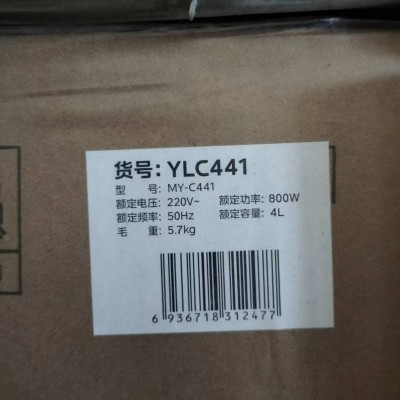 货号: YLC441
型 号: MY-C441
额定电压: 220V~ 额定功率: 800W
额定频率: 50Hz 额定容量: 4L
毛 重: 5.7kg
6 936718 312477